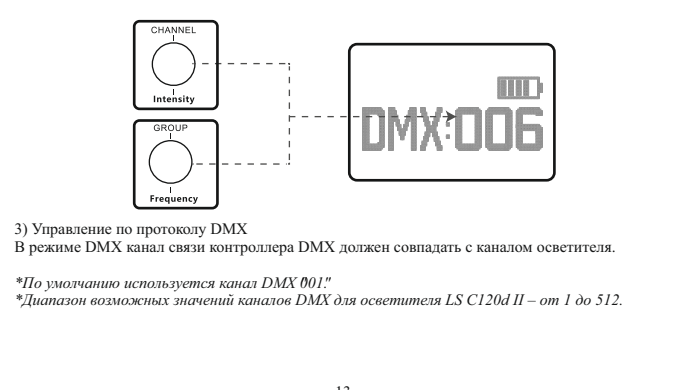 CHANNEL
Intensity
GROUP
Frequency
DMX:006
3) Управление по протоколу DMX
В режиме DMX канал связи контроллера DMX должен совпадать с каналом осветителя.
*По умолчанию используется канал DMX "001."
*Диапазон возможных значений каналов DMX для осветителя LS C120d II – от 1 до 512.